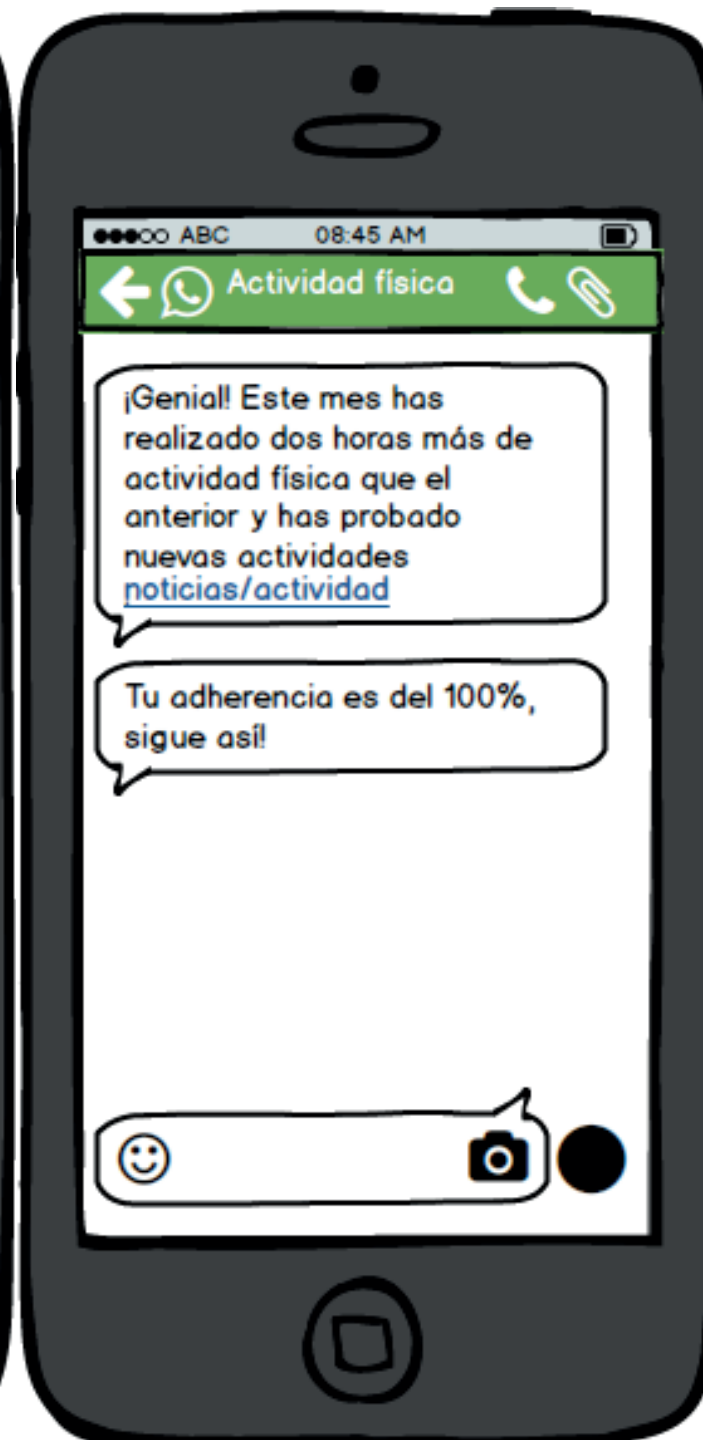 ABC 08:45 AM
Actividad física
¡Genial! Este mes has
realizado dos horas más de
actividad física que el
anterior y has probado
nuevas actividades
noticias/actividad
Tu adherencia es del 100%,
sigue así!